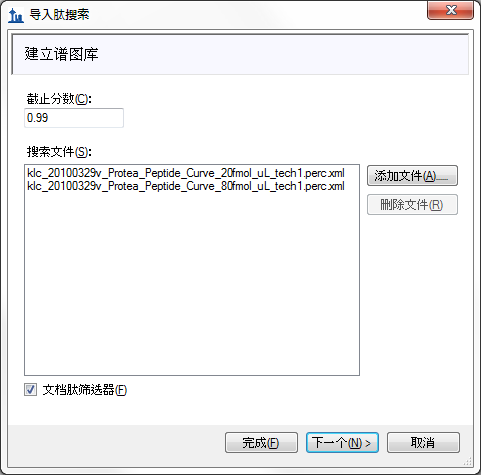 导入肽搜索
建立谱图库
截止分数(C):
0.99
搜索文件(S):
klc_20100329v_Protea_Peptide_Curve_20fmol_uL_tech1.perc.xml
klc_20100329v_Protea_Peptide_Curve_80fmol_uL_tech1.perc.xml
添加文件(A)...
删除文件(R)
文档肽筛选器(F)
完成(F)
下一个(N) >
取消